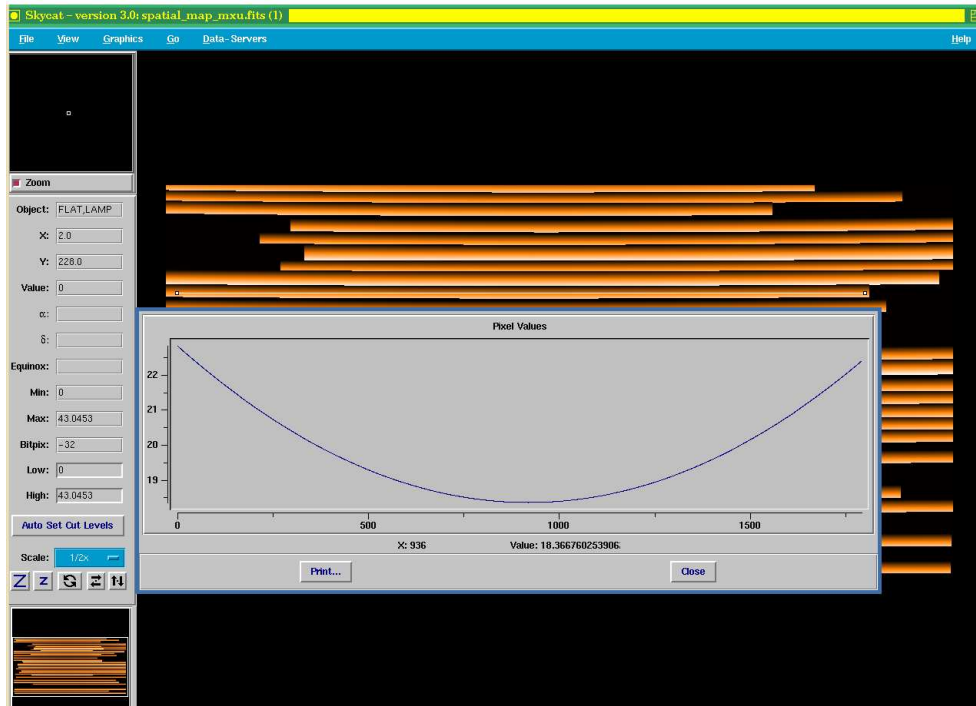 Skycat – version 3.0: spatial_map_mxu.fits (1)
File View Graphics Go Data-Servers Help
Zoom
Object: FLAT,LAMP
X: 2.0
Y: 228.0
Value: 0
α:
δ:
Equinox:
Min: 0
Max: 43.0453
Bitpix: -32
Low: 0
High: 43.0453
Auto Set Cut Levels
Scale: 1/2x
Z z
Pixel Values
22
21
20
19
0 500 1000 1500
X: 936 Value: 18.366760253906
Print... Close